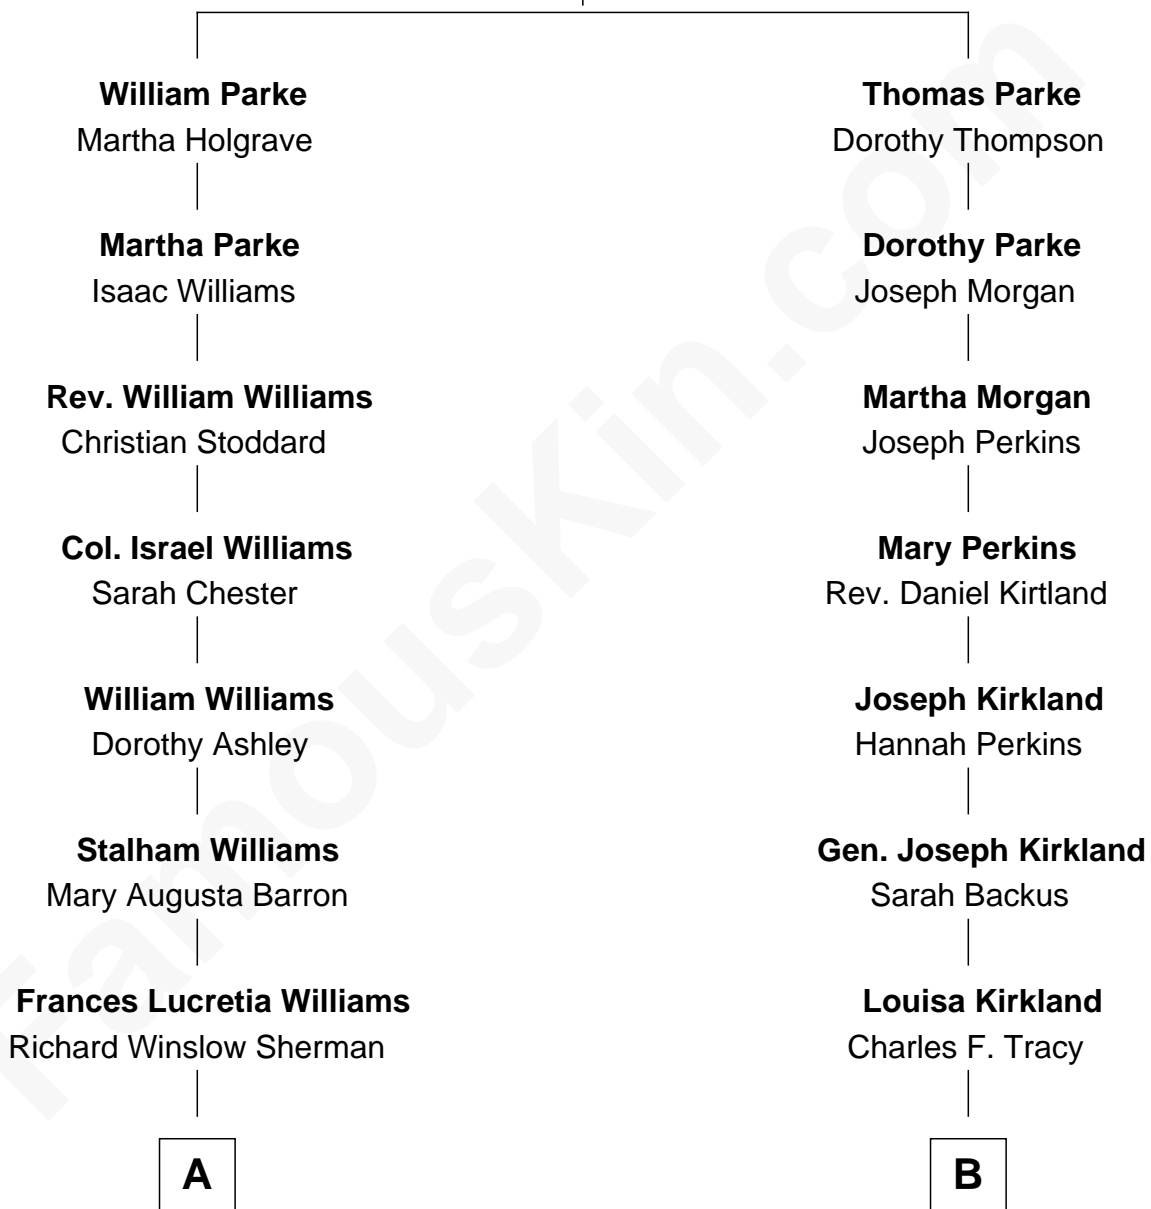 William Parke
Martha Holgrave
Martha Parke
Isaac Williams
Rev. William Williams
Christian Stoddard
Col. Israel Williams
Sarah Chester
William Williams
Dorothy Ashley
Stalham Williams
Mary Augusta Barron
Frances Lucretia Williams
Richard Winslow Sherman
A
Thomas Parke
Dorothy Thompson
Dorothy Parke
Joseph Morgan
Martha Morgan
Joseph Perkins
Mary Perkins
Rev. Daniel Kirtland
Joseph Kirkland
Hannah Perkins
Gen. Joseph Kirkland
Sarah Backus
Louisa Kirkland
Charles F. Tracy
B
FamousKin.com